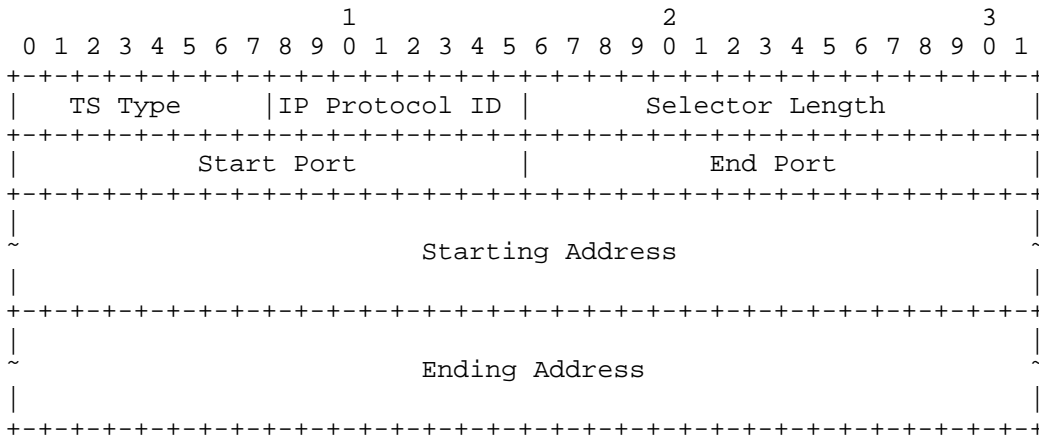 1                   2                   3
 0 1 2 3 4 5 6 7 8 9 0 1 2 3 4 5 6 7 8 9 0 1 2 3 4 5 6 7 8 9 0 1
+-+-+-+-+-+-+-+-+-+-+-+-+-+-+-+-+-+-+-+-+-+-+-+-+-+-+-+-+-+-+-+-+
|   TS Type     |IP Protocol ID |       Selector Length         |
+-+-+-+-+-+-+-+-+-+-+-+-+-+-+-+-+-+-+-+-+-+-+-+-+-+-+-+-+-+-+-+-+
|           Start Port          |           End Port            |
+-+-+-+-+-+-+-+-+-+-+-+-+-+-+-+-+-+-+-+-+-+-+-+-+-+-+-+-+-+-+-+-+
|                                                               |
~                         Starting Address                      ~
|                                                               |
+-+-+-+-+-+-+-+-+-+-+-+-+-+-+-+-+-+-+-+-+-+-+-+-+-+-+-+-+-+-+-+-+
|                                                               |
~                         Ending Address                        ~
|                                                               |
+-+-+-+-+-+-+-+-+-+-+-+-+-+-+-+-+-+-+-+-+-+-+-+-+-+-+-+-+-+-+-+-+